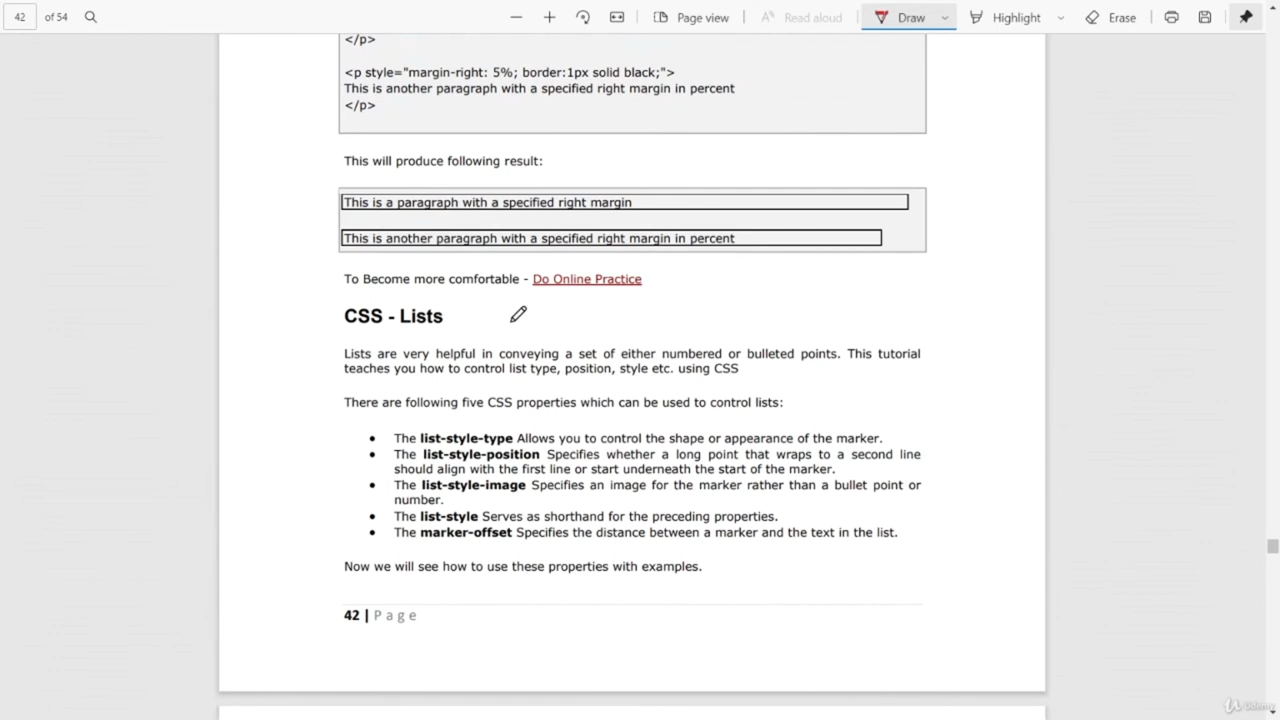 42 of 54 Page view Read aloud Draw Highlight Erase
</p>
<p style="margin-right: 5%; border:1px solid black;">
This is another paragraph with a specified right margin in percent
</p>
This will produce following result:
This is a paragraph with a specified right margin
This is another paragraph with a specified right margin in percent
To Become more comfortable - Do Online Practice
CSS - Lists
Lists are very helpful in conveying a set of either numbered or bulleted points. This tutorial
teaches you how to control list type, position, style etc. using CSS
There are following five CSS properties which can be used to control lists:
• The list-style-type Allows you to control the shape or appearance of the marker.
• The list-style-position Specifies whether a long point that wraps to a second line
should align with the first line or start underneath the start of the marker.
• The list-style-image Specifies an image for the marker rather than a bullet point or
number.
• The list-style Serves as shorthand for the preceding properties.
• The marker-offset Specifies the distance between a marker and the text in the list.
Now we will see how to use these properties with examples.
42 | Page
Udemy